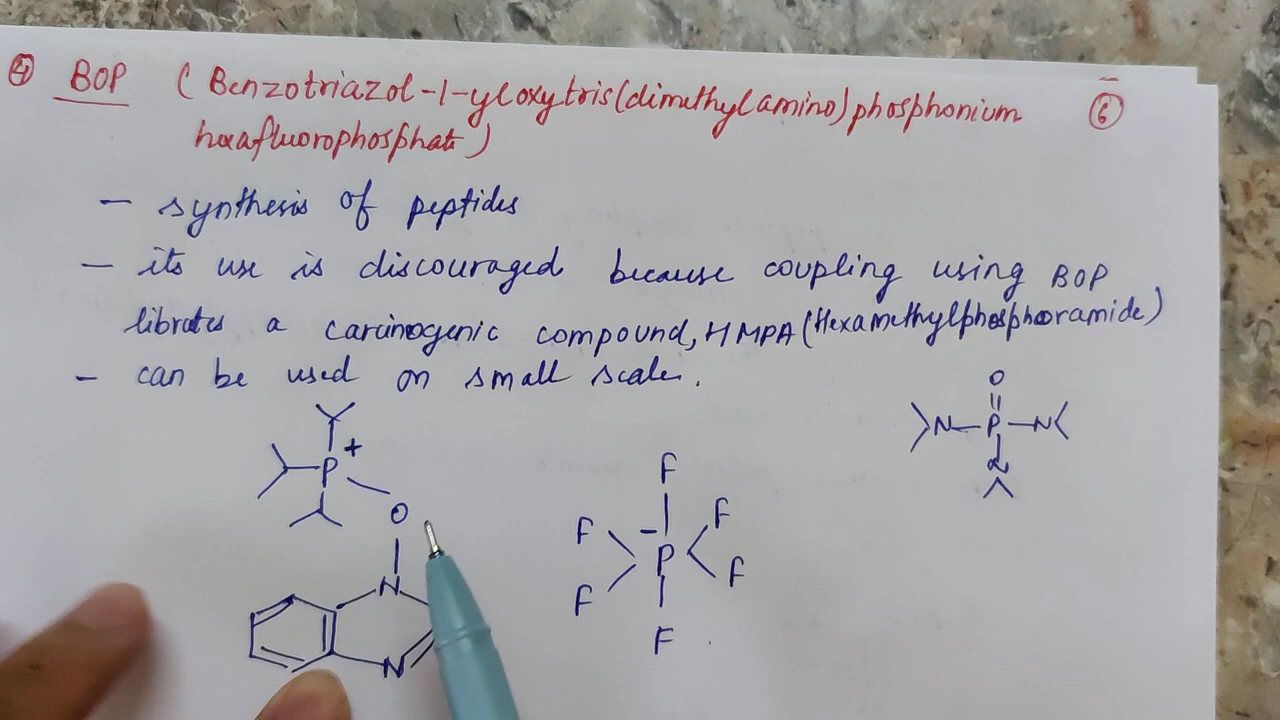 ④ BOP ( Benzotriazol-1-yloxytris(dimethylamino)phosphonium ⑥
hexafluorophosphate)
— synthesis of peptides
— its use is discouraged because coupling using BOP
librates a carcinogenic compound, HMPA (Hexamethylphosphoramide)
— can be used on small scale.
O
N P N
N
P +
O
N
N
F
F F
- P
F F
F